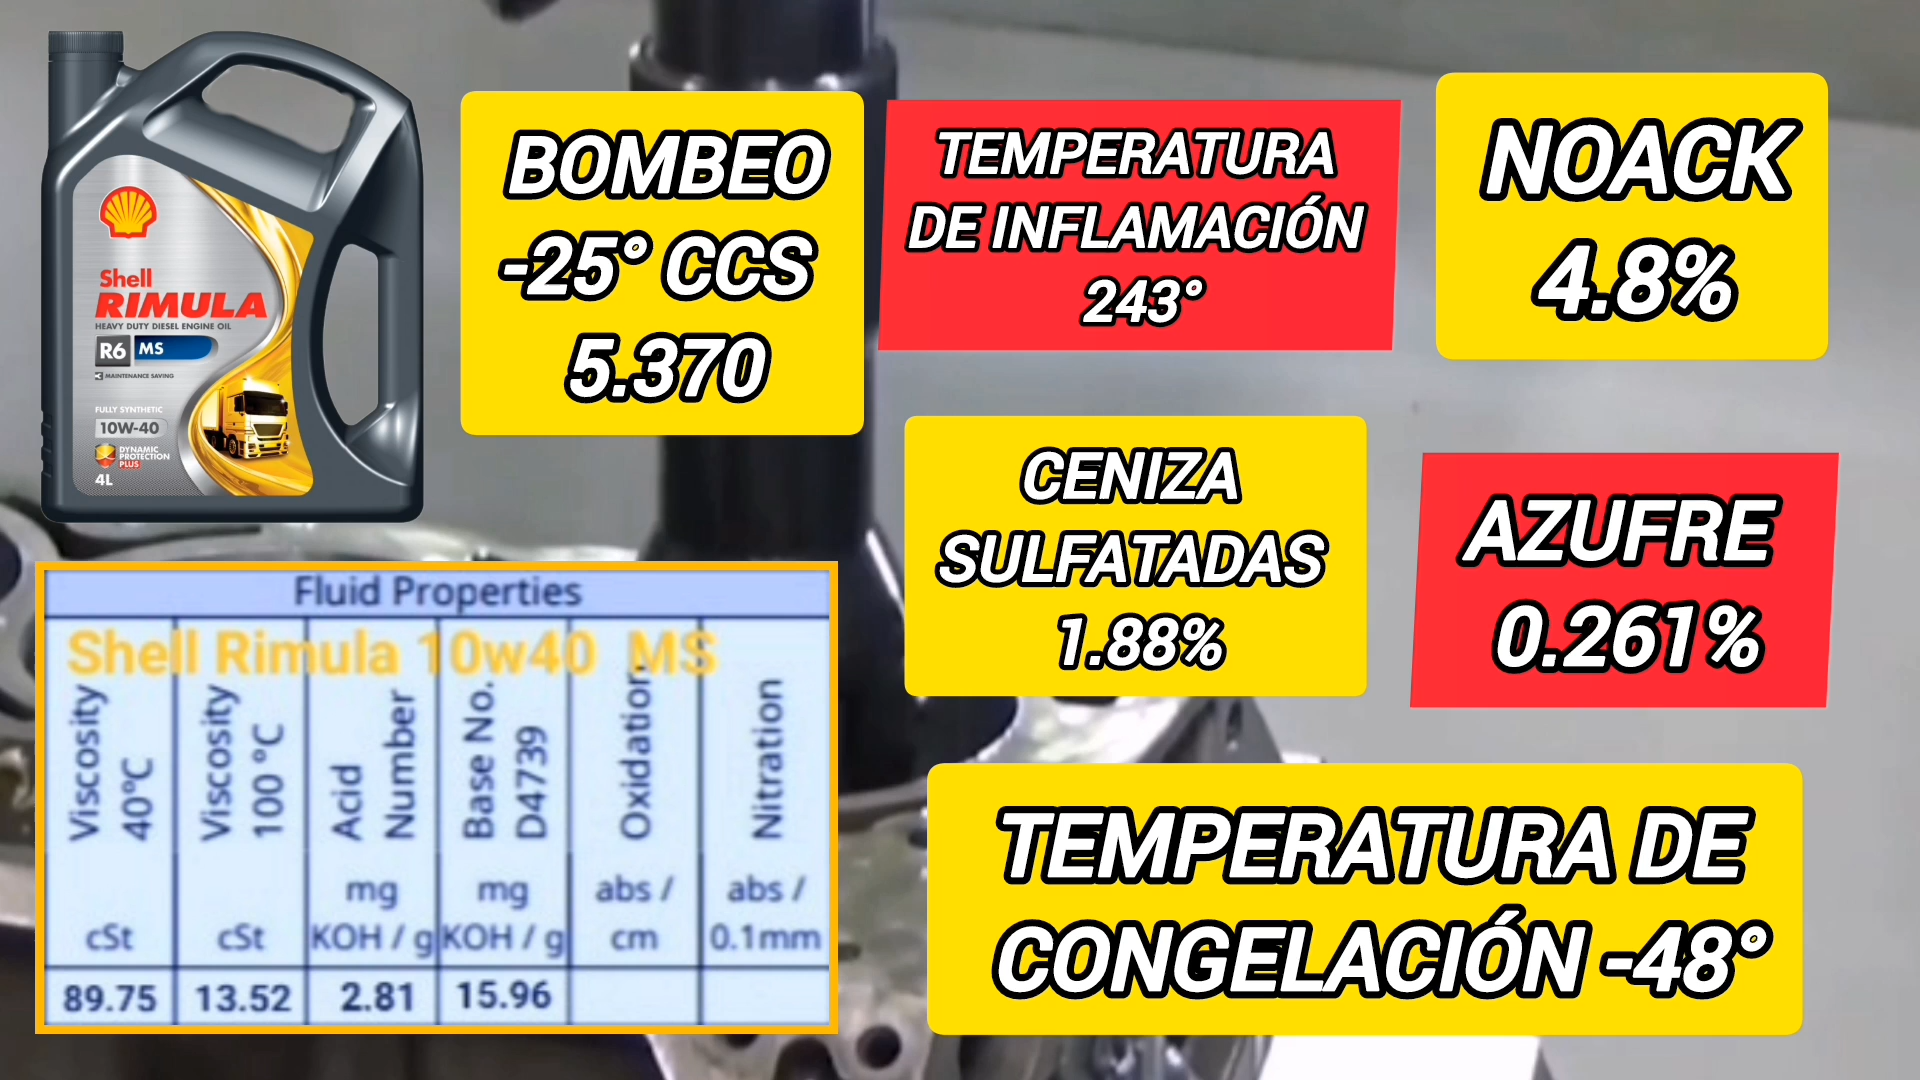 Shell
RIMULA
HEAVY DUTY DIESEL ENGINE OIL
R6 MS
MAINTENANCE SAVING
FULLY SYNTHETIC
10W-40
DYNAMIC
PROTECTION
PLUS
4L
BOMBEO
-25° CCS
5.370
TEMPERATURA
DE INFLAMACIÓN
243°
NOACK
4.8%
CENIZA
SULFATADAS
1.88%
AZUFRE
0.261%
Fluid Properties
Shell Rimula 10w40 MS
Viscosity
40°C
Viscosity
100 °C
Acid
Number
Base No.
D4739
Oxidation
Nitration
mg mg abs / abs /
cSt cSt KOH / g KOH / g cm 0.1mm
89.75 13.52 2.81 15.96
TEMPERATURA DE
CONGELACIÓN -48°